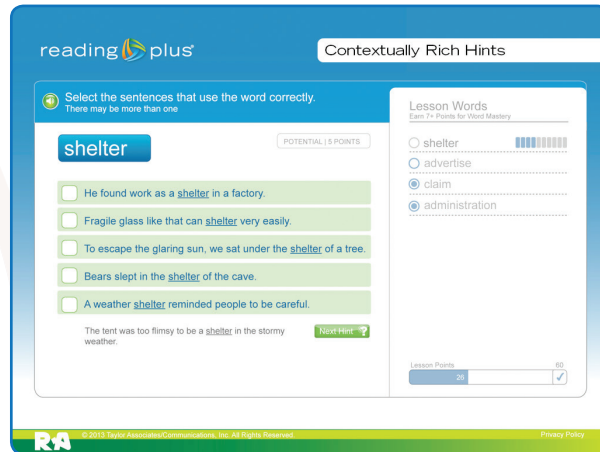 reading plus®
Contextually Rich Hints
Select the sentences that use the word correctly.
There may be more than one
shelter
POTENTIAL | 5 POINTS
He found work as a shelter in a factory.
Fragile glass like that can shelter very easily.
To escape the glaring sun, we sat under the shelter of a tree.
Bears slept in the shelter of the cave.
A weather shelter reminded people to be careful.
The tent was too flimsy to be a shelter in the stormy
weather.
Next Hint ?
Lesson Words
Earn 7+ Points for Word Mastery
shelter
advertise
claim
administration
Lesson Points
60
26
© 2013 Taylor Associates/Communications, Inc. All Rights Reserved.
Privacy Policy